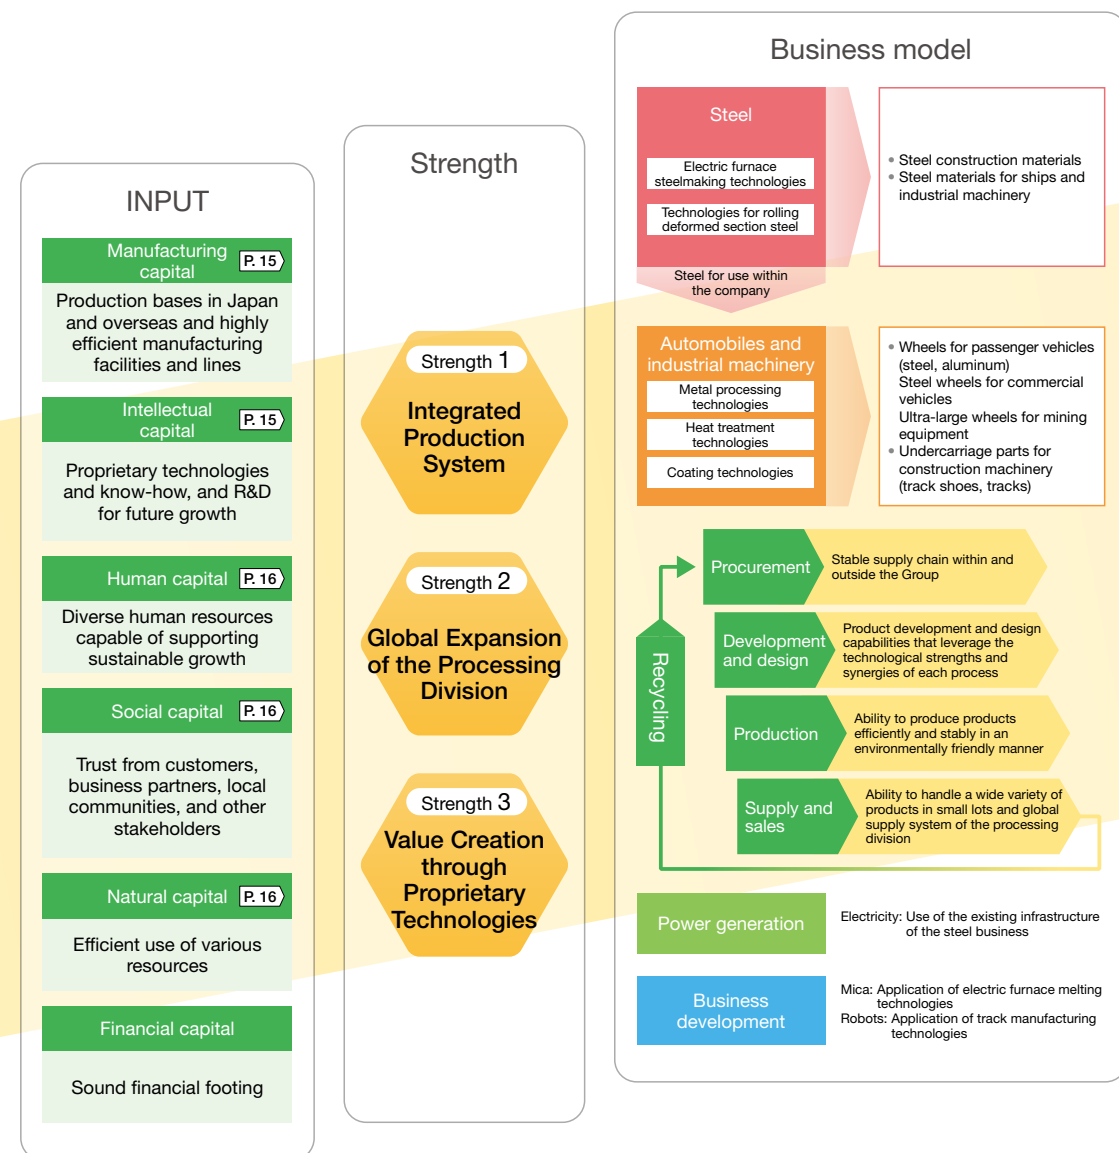 INPUT
Manufacturing
capital
P. 15
Production bases in Japan
and overseas and highly
efficient manufacturing
facilities and lines
Intellectual
capital
P. 15
Proprietary technologies
and know-how, and R&D
for future growth
Human capital
P. 16
Diverse human resources
capable of supporting
sustainable growth
Social capital
P. 16
Trust from customers,
business partners, local
communities, and other
stakeholders
Natural capital
P. 16
Efficient use of various
resources
Financial capital
Sound financial footing
Strength
Strength 1
Integrated
Production
System
Strength 2
Global Expansion
of the Processing
Division
Strength 3
Value Creation
through
Proprietary
Technologies
Business model
Steel
Electric furnace
steelmaking technologies
Technologies for rolling
deformed section steel
• Steel construction materials
• Steel materials for ships and
industrial machinery
Steel for use within
the company
Automobiles and
industrial machinery
Metal processing
technologies
Heat treatment
technologies
Coating technologies
• Wheels for passenger vehicles
(steel, aluminum)
Steel wheels for commercial
vehicles
Ultra-large wheels for mining
equipment
• Undercarriage parts for
construction machinery
(track shoes, tracks)
Recycling
Procurement
Stable supply chain within and
outside the Group
Development
and design
Product development and design
capabilities that leverage the
technological strengths and
synergies of each process
Production
Ability to produce products
efficiently and stably in an
environmentally friendly manner
Supply and
sales
Ability to handle a wide variety of
products in small lots and global
supply system of the processing
division
Power generation
Electricity: Use of the existing infrastructure
of the steel business
Business
development
Mica: Application of electric furnace melting
technologies
Robots: Application of track manufacturing
technologies